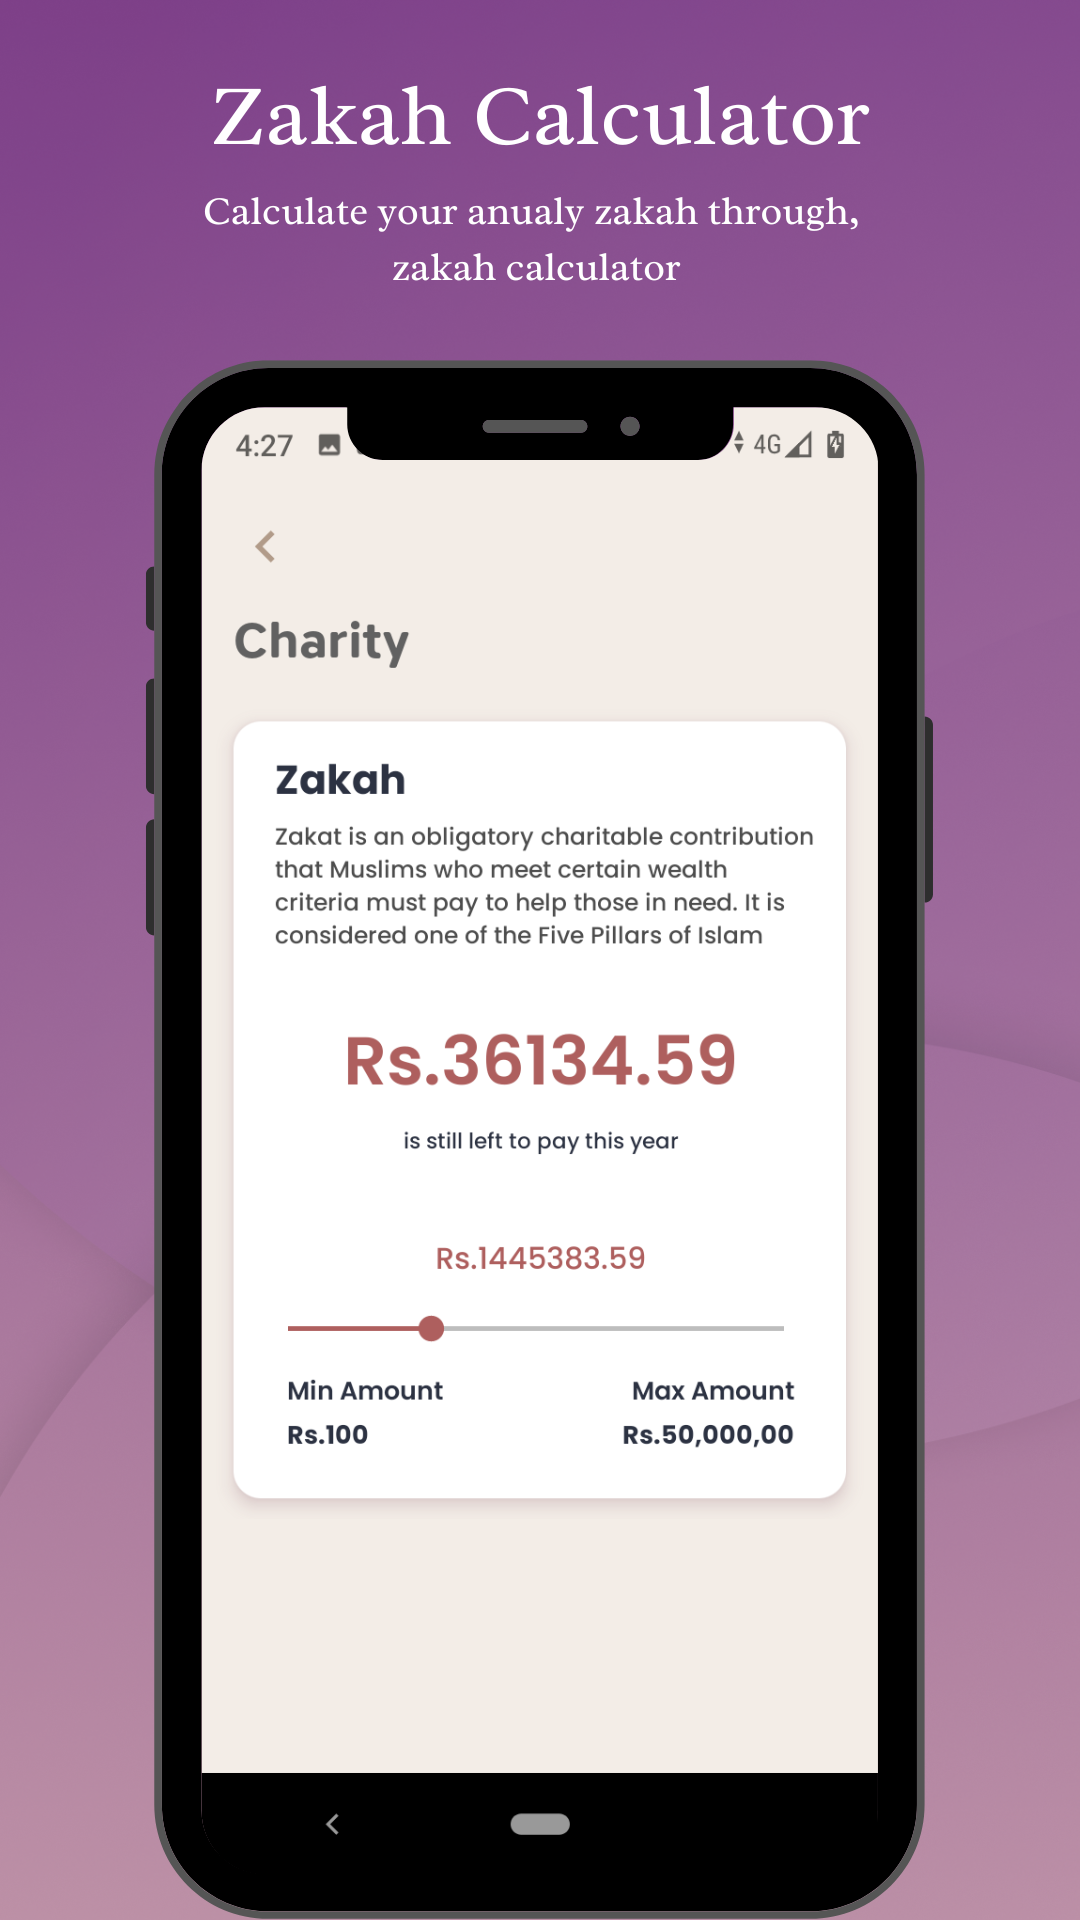 Zakah Calculator
Calculate your anualy zakah through,
zakah calculator
4:27
4G
Charity
Zakah
Zakat is an obligatory charitable contribution
that Muslims who meet certain wealth
criteria must pay to help those in need. It is
considered one of the Five Pillars of Islam
Rs.36134.59
is still left to pay this year
Rs.1445383.59
Min Amount
Max Amount
Rs.100
Rs.50,000,00